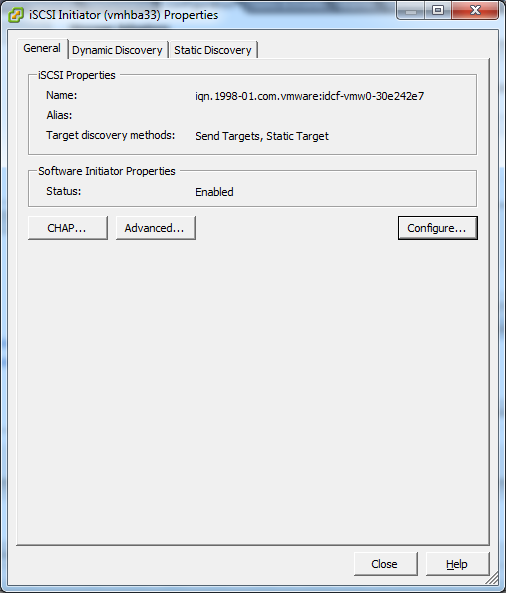 iSCSI Initiator (vmhba33) Properties
General Dynamic Discovery Static Discovery
iSCSI Properties
Name: iqn.1998-01.com.vmware:idcf-vmw0-30e242e7
Alias:
Target discovery methods: Send Targets, Static Target
Software Initiator Properties
Status: Enabled
CHAP... Advanced... Configure...
Close Help